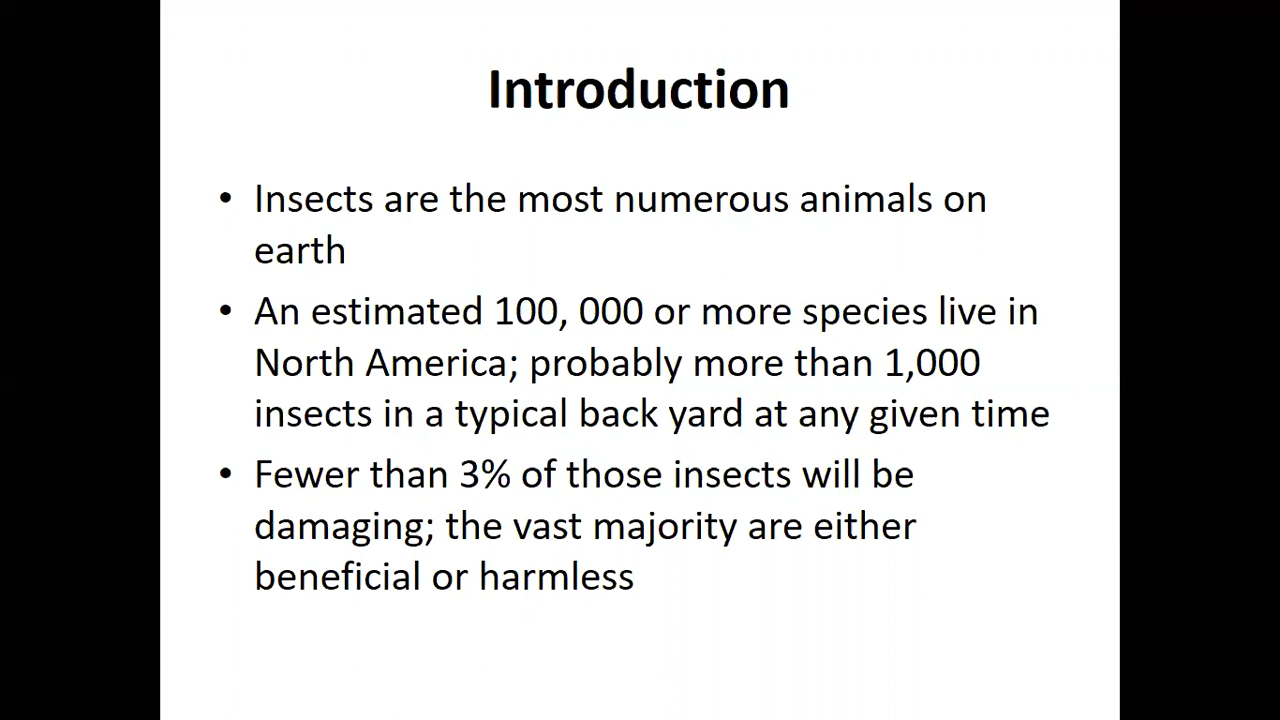 Introduction
• Insects are the most numerous animals on
earth
• An estimated 100, 000 or more species live in
North America; probably more than 1,000
insects in a typical back yard at any given time
• Fewer than 3% of those insects will be
damaging; the vast majority are either
beneficial or harmless